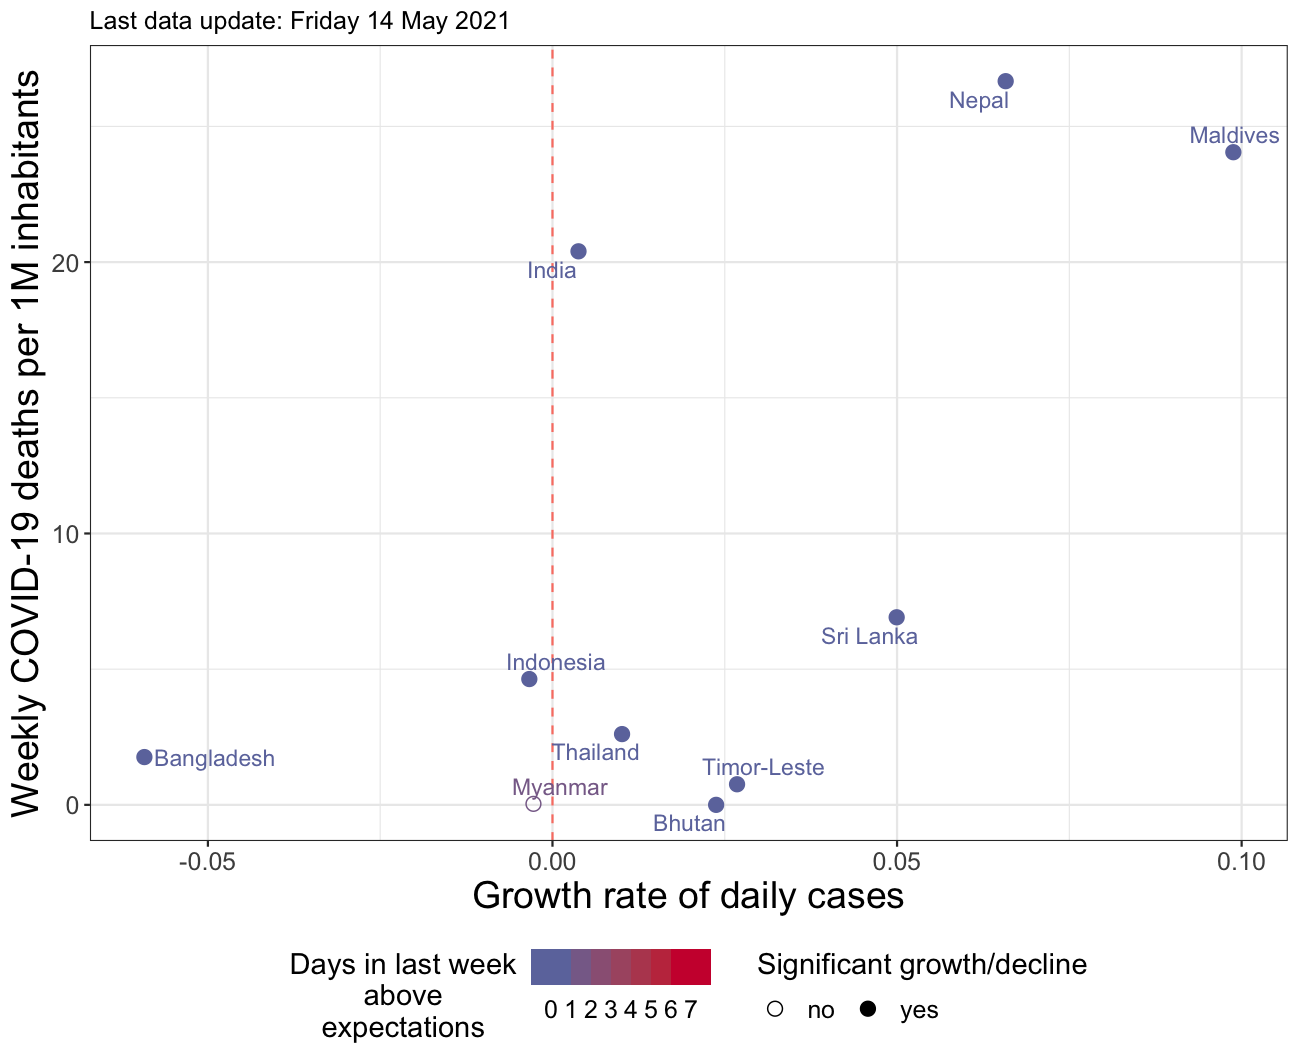 Last data update: Friday 14 May 2021
Weekly COVID-19 deaths per 1M inhabitants
Nepal
Maldives
20
India
10
Sri Lanka
Indonesia
Thailand
Bangladesh
Timor-Leste
Myanmar
0
Bhutan
-0.05 0.00 0.05 0.10
Growth rate of daily cases
Days in last week
above
expectations
0 1 2 3 4 5 6 7
Significant growth/decline
no yes